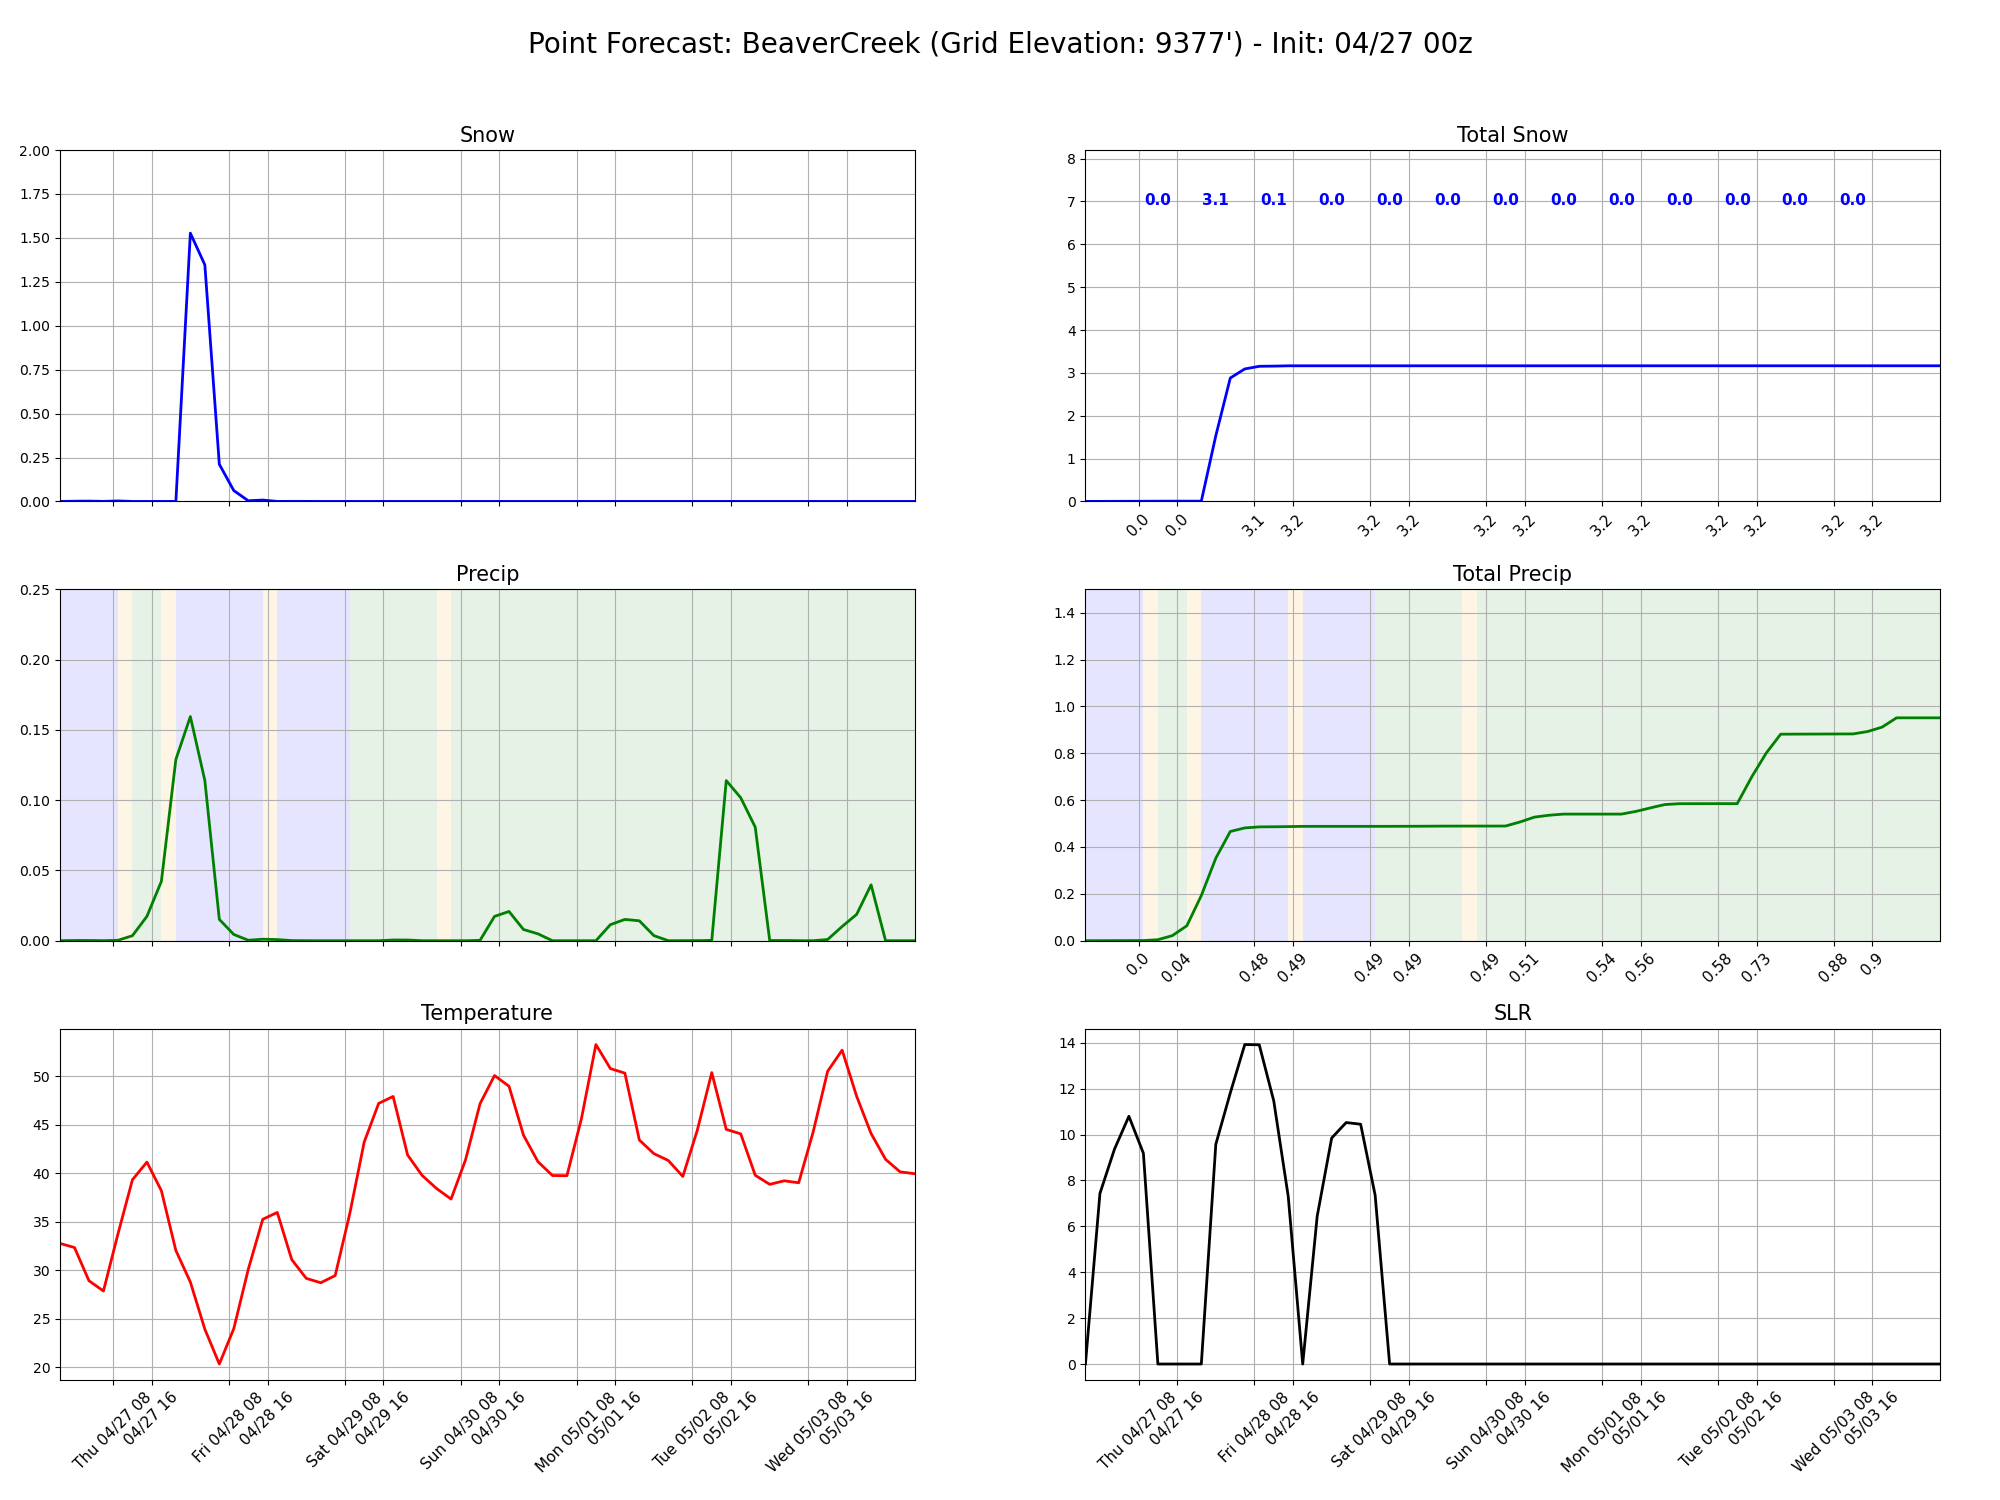 Point Forecast: BeaverCreek (Grid Elevation: 9377') - Init: 04/27 00z
Snow
2.00
1.75
1.50
1.25
1.00
0.75
0.50
0.25
0.00
Total Snow
8
7
6
5
4
3
2
1
0
0.0 3.1 0.1 0.0 0.0 0.0 0.0 0.0 0.0 0.0 0.0 0.0 0.0
0.0 0.0 3.1 3.2 3.2 3.2 3.2 3.2 3.2 3.2 3.2 3.2 3.2 3.2
Precip
0.25
0.20
0.15
0.10
0.05
0.00
Total Precip
1.4
1.2
1.0
0.8
0.6
0.4
0.2
0.0
0.0 0.04 0.48 0.49 0.49 0.49 0.49 0.51 0.54 0.56 0.58 0.73 0.88 0.9
Temperature
50
45
40
35
30
25
20
Thu 04/27 08
04/27 16
Fri 04/28 08
04/28 16
Sat 04/29 08
04/29 16
Sun 04/30 08
04/30 16
Mon 05/01 08
05/01 16
Tue 05/02 08
05/02 16
Wed 05/03 08
05/03 16
SLR
14
12
10
8
6
4
2
0
Thu 04/27 08
04/27 16
Fri 04/28 08
04/28 16
Sat 04/29 08
04/29 16
Sun 04/30 08
04/30 16
Mon 05/01 08
05/01 16
Tue 05/02 08
05/02 16
Wed 05/03 08
05/03 16